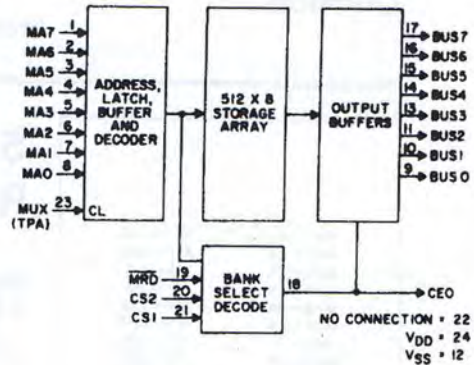 MA7 1
MA6 2
MA5 3
MA4 4
MA3 5
MA2 6
MA1 7
MA0 8
MUX 23
(TPA)
CL
ADDRESS,
LATCH,
BUFFER
AND
DECODER
512 X 8
STORAGE
ARRAY
OUTPUT
BUFFERS
17 BUS7
16 BUS6
15 BUS5
14 BUS4
13 BUS3
11 BUS2
10 BUS1
9 BUS0
MRD 19
CS2 20
CS1 21
BANK
SELECT
DECODE
18
CEO
NO CONNECTION = 22
VDD = 24
VSS = 12